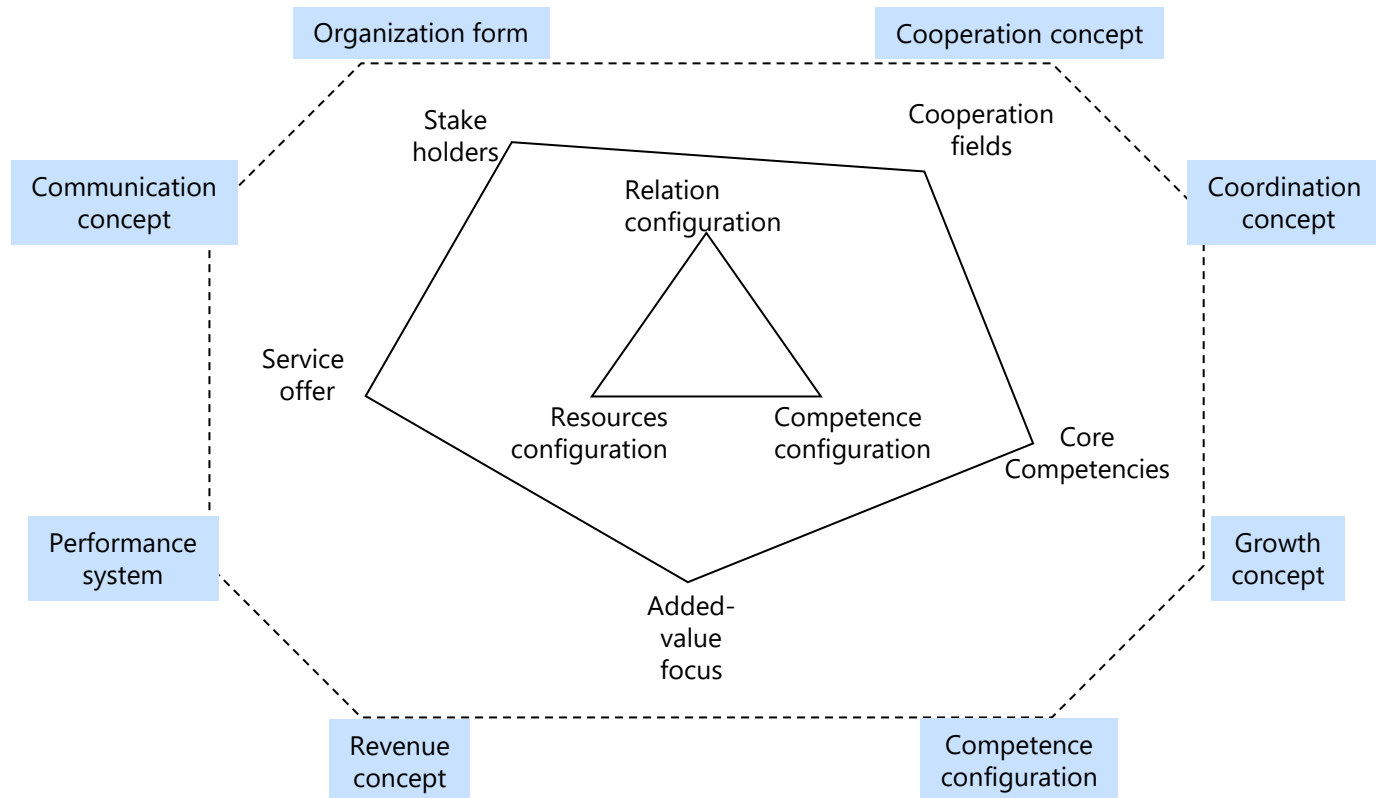 Organization form
Cooperation concept
Stake
holders
Cooperation
fields
Communication
concept
Relation
configuration
Coordination
concept
Service
offer
Resources
configuration
Competence
configuration
Core
Competencies
Performance
system
Growth
concept
Added-
value
focus
Revenue
concept
Competence
configuration